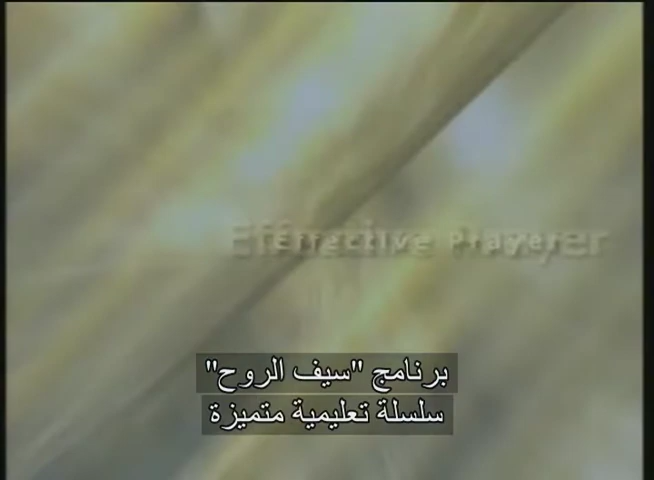 Effective Prayer
برنامج "سيف الروح"
سلسلة تعليمية متميزة